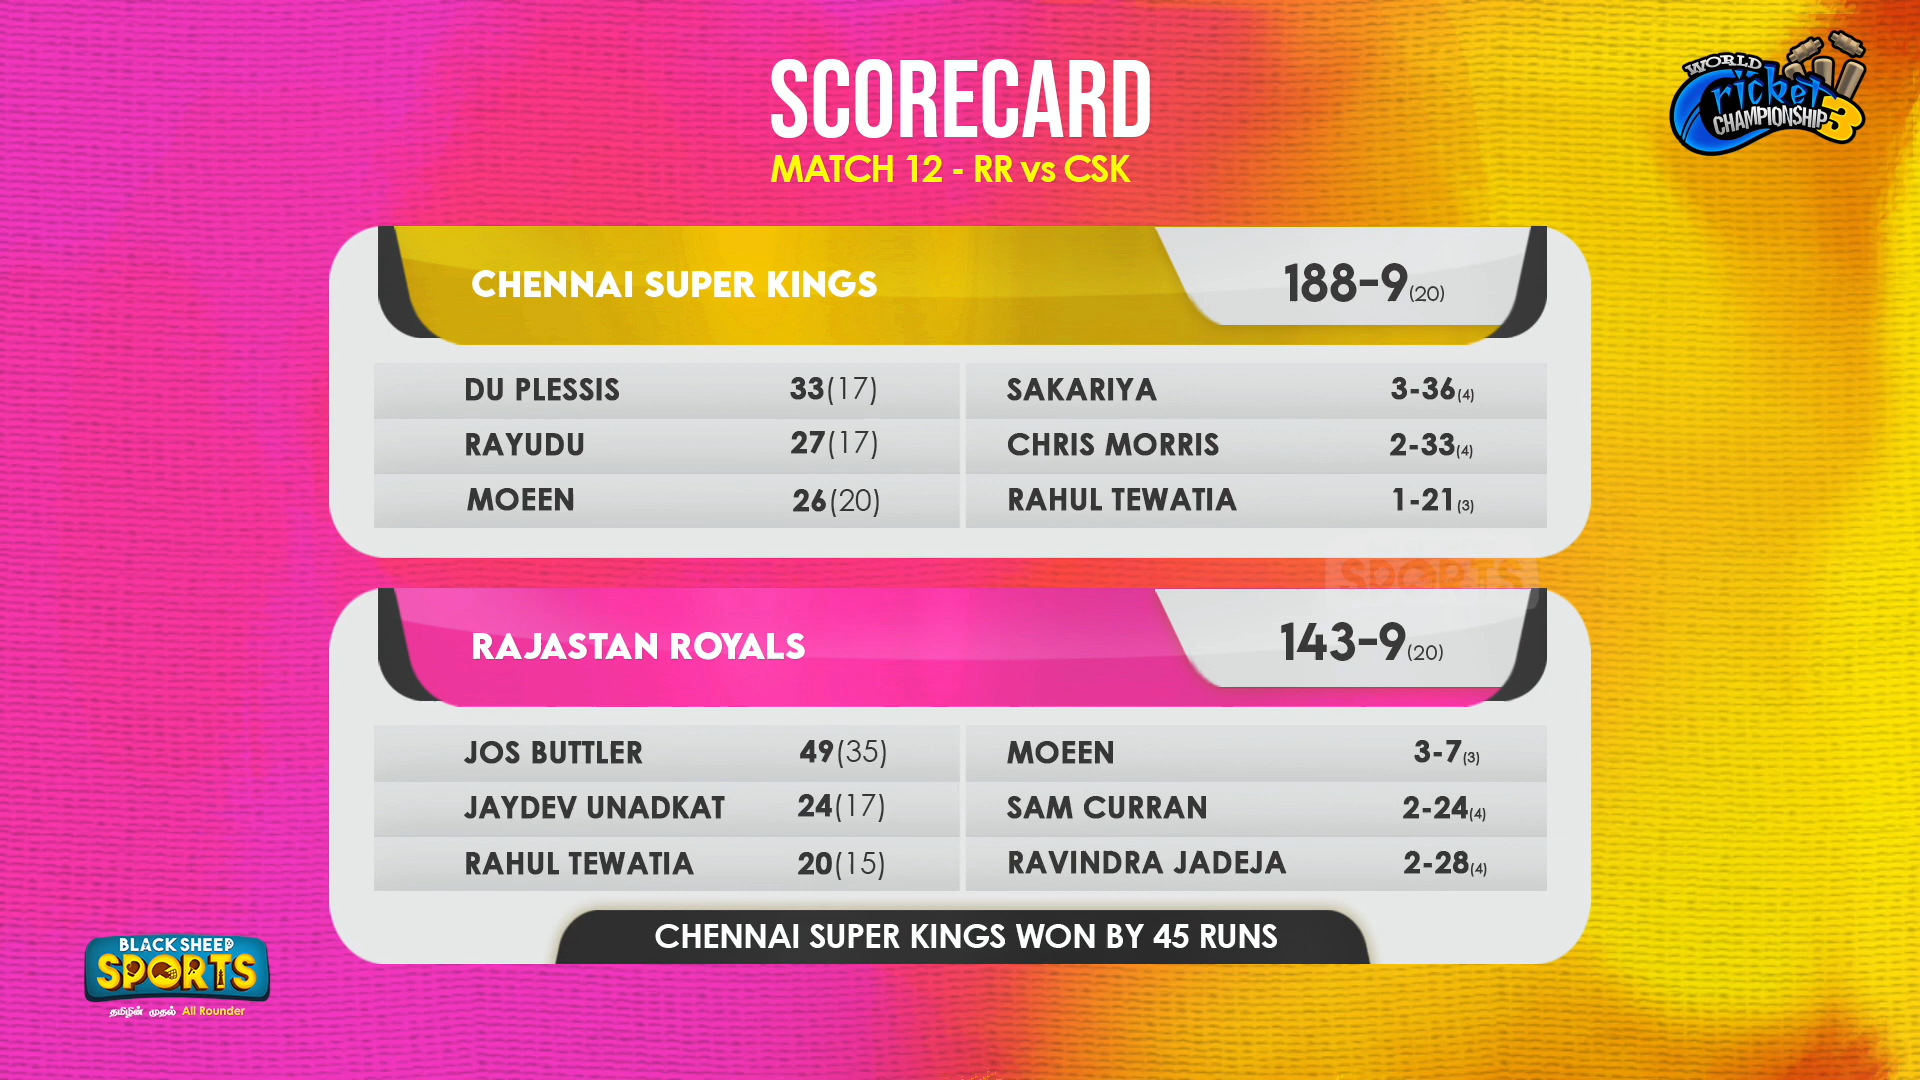 SCORECARD
MATCH 12 - RR vs CSK
WORLD
Cricket
CHAMPIONSHIP 3
CHENNAI SUPER KINGS 188-9(20)
DU PLESSIS 33(17) SAKARIYA 3-36(4)
RAYUDU 27(17) CHRIS MORRIS 2-33(4)
MOEEN 26(20) RAHUL TEWATIA 1-21(3)
SPORTS
RAJASTAN ROYALS 143-9(20)
JOS BUTTLER 49(35) MOEEN 3-7(3)
JAYDEV UNADKAT 24(17) SAM CURRAN 2-24(4)
RAHUL TEWATIA 20(15) RAVINDRA JADEJA 2-28(4)
CHENNAI SUPER KINGS WON BY 45 RUNS
BLACK SHEEP
SPORTS
தமிழின் முதல் All Rounder